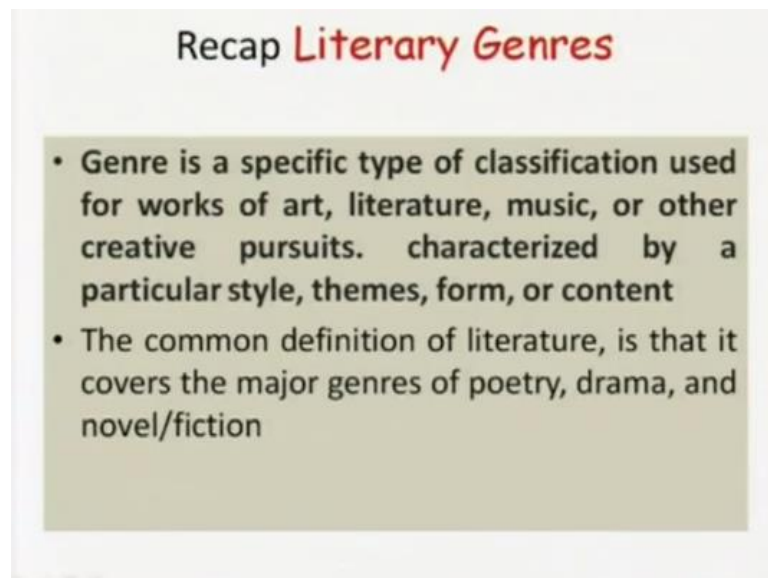 Recap Literary Genres
• Genre is a specific type of classification used
for works of art, literature, music, or other
creative pursuits. characterized by a
particular style, themes, form, or content
• The common definition of literature, is that it
covers the major genres of poetry, drama, and
novel/fiction